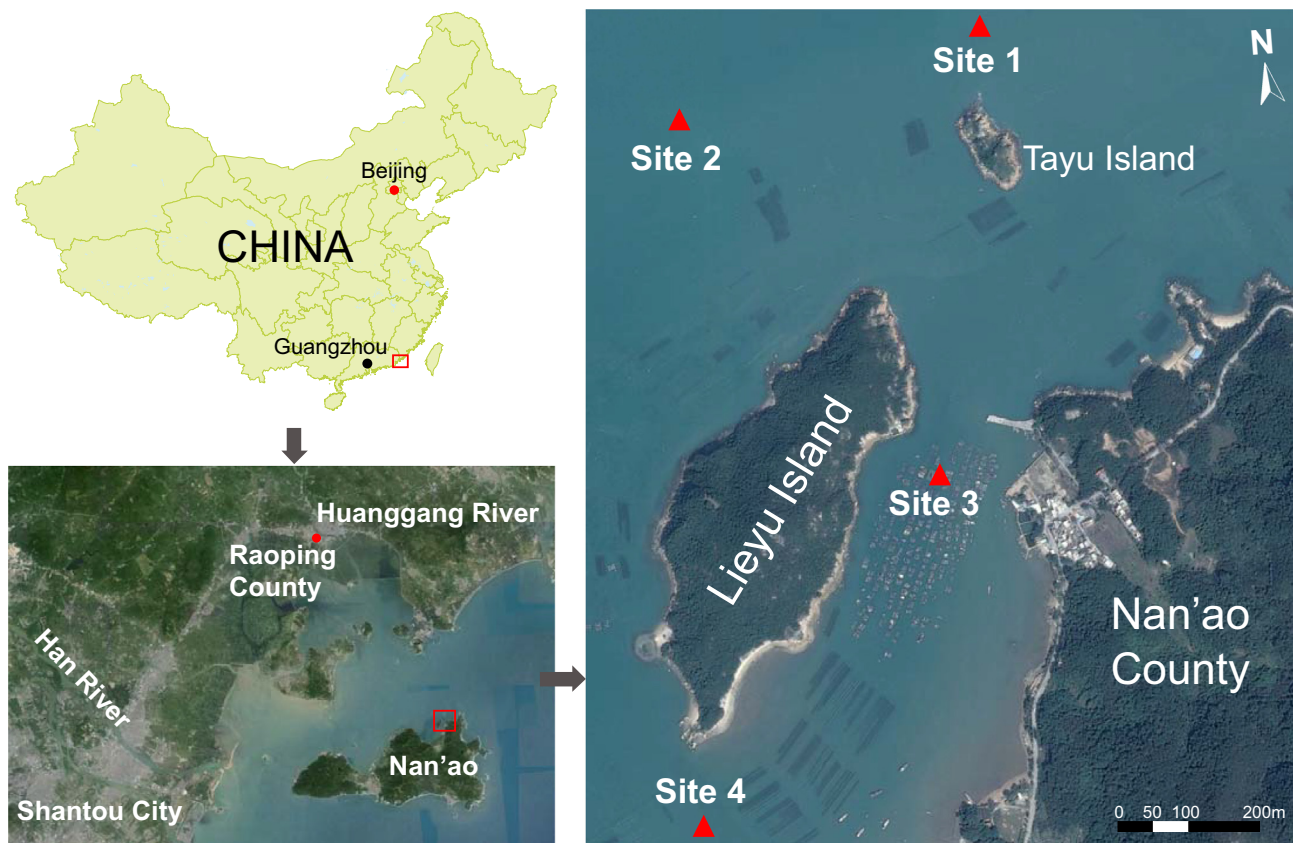 Beijing
CHINA
Guangzhou
Huanggang River
Raoping
County
Han River
Nan'ao
Shantou City
N
Site 1
Site 2
Tayu Island
Lieyu Island
Site 3
Nan'ao
County
Site 4
0 50 100 200m